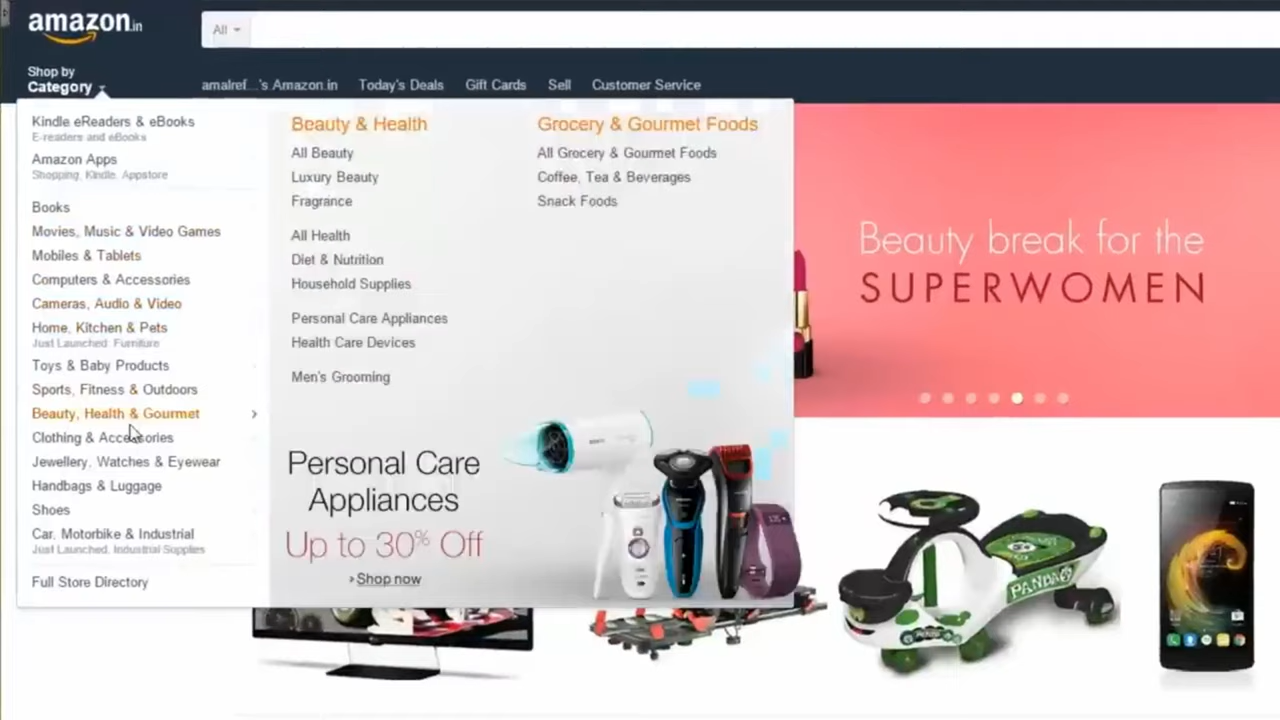 amazon.in
All
Shop by
Category
amalref...'s Amazon.in
Today's Deals
Gift Cards
Sell
Customer Service
Kindle eReaders & eBooks
E-readers and eBooks
Amazon Apps
Shopping, Kindle, Appstore
Books
Movies, Music & Video Games
Mobiles & Tablets
Computers & Accessories
Cameras, Audio & Video
Home, Kitchen & Pets
Just Launched: Furniture
Toys & Baby Products
Sports, Fitness & Outdoors
Beauty, Health & Gourmet
Clothing & Accessories
Jewellery, Watches & Eyewear
Handbags & Luggage
Shoes
Car, Motorbike & Industrial
Just Launched: Industrial Supplies
Full Store Directory
Beauty & Health
All Beauty
Luxury Beauty
Fragrance
All Health
Diet & Nutrition
Household Supplies
Personal Care Appliances
Health Care Devices
Men's Grooming
Grocery & Gourmet Foods
All Grocery & Gourmet Foods
Coffee, Tea & Beverages
Snack Foods
Personal Care
Appliances
Up to 30% Off
Shop now
Beauty break for the
SUPERWOMEN
PANDA